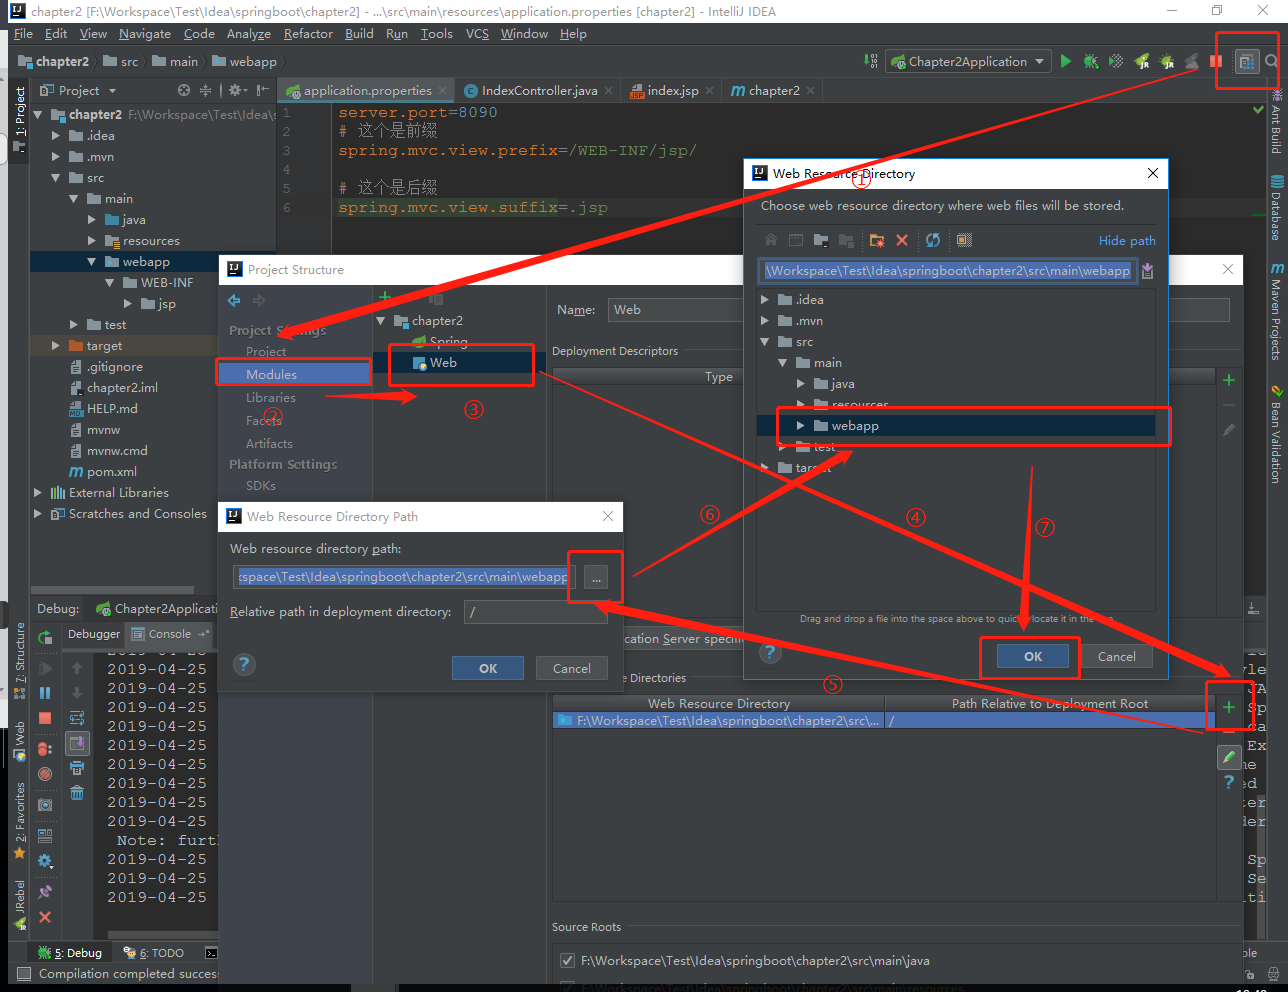 chapter2 [F:\Workspace\Test\Idea\springboot\chapter2] - ...\src\main\resources\application.properties [chapter2] - IntelliJ IDEA
File Edit View Navigate Code Analyze Refactor Build Run Tools VCS Window Help
chapter2 src main webapp
Chapter2Application
Project
application.properties IndexController.java index.jsp chapter2
1: Project
chapter2 F:\Workspace\Test\Idea\s
.idea
.mvn
src
main
java
resources
webapp
WEB-INF
jsp
test
target
.gitignore
chapter2.iml
HELP.md
mvnw
mvnw.cmd
pom.xml
External Libraries
Scratches and Consoles
1 server.port=8090
2 # 这个是前缀
3 spring.mvc.view.prefix=/WEB-INF/jsp/
4
5 # 这个是后缀
6 spring.mvc.view.suffix=.jsp
Ant Build
Database
Maven Projects
Bean Validation
Project Structure
Project Settings
Project
Modules
Libraries
Facets
Artifacts
Platform Settings
SDKs
chapter2
Spring
Web
Name: Web
Deployment Descriptors
Type
Web Resource Directory
Choose web resource directory where web files will be stored.
Hide path
\Workspace\Test\Idea\springboot\chapter2\src\main\webapp
.idea
.mvn
src
main
java
resources
webapp
test
target
Drag and drop a file into the space above to quickly locate it in the tree
OK Cancel
①
②
③
④
⑤
⑥
⑦
Web Resource Directory Path
Web resource directory path:
kspace\Test\Idea\springboot\chapter2\src\main\webapp ...
Relative path in deployment directory: /
OK Cancel
cation Server specific
e Directories
Web Resource Directory Path Relative to Deployment Root
F:\Workspace\Test\Idea\springboot\chapter2\src\... /
Source Roots
F:\Workspace\Test\Idea\springboot\chapter2\src\main\java
F:\Workspace\Test\Idea\springboot\chapter2\src\main\resources
Debug: Chapter2Applicati
Debugger Console
2019-04-25
2019-04-25
2019-04-25
2019-04-25
2019-04-25
2019-04-25
2019-04-25
2019-04-25
2019-04-25
Note: furt
2019-04-25
2019-04-25
2019-04-25
7: Structure
Web
2: Favorites
JRebel
5: Debug 6: TODO
Compilation completed succes